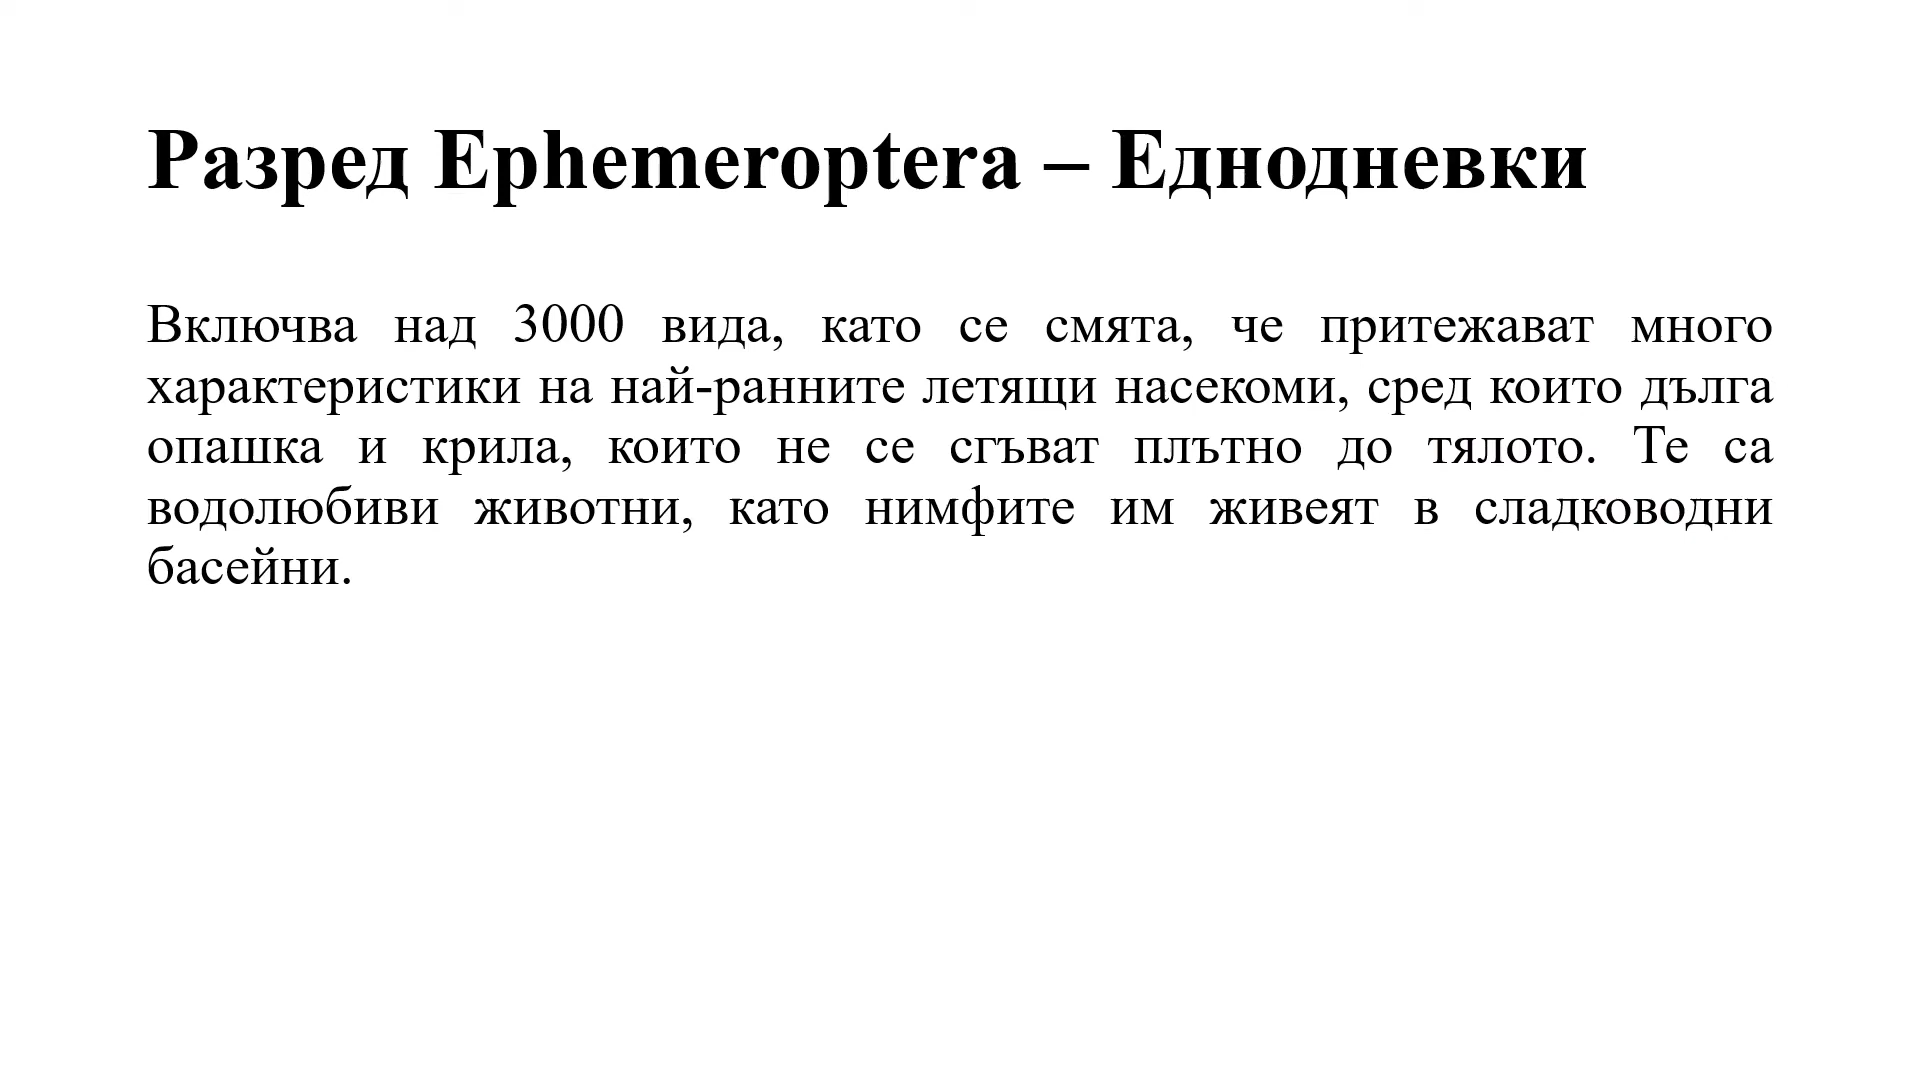 Разред Ephemeroptera – Еднодневки
Включва над 3000 вида, като се смята, че притежават много
характеристики на най-ранните летящи насекоми, сред които дълга
опашка и крила, които не се сгъват плътно до тялото. Те са
водолюбиви животни, като нимфите им живеят в сладководни
басейни.